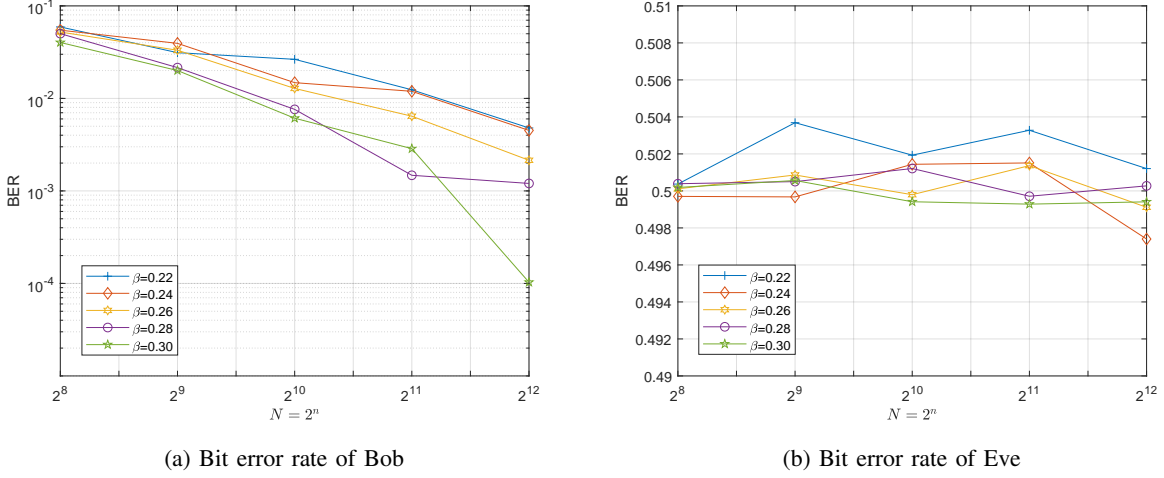 10^-1
10^-2
10^-3
10^-4
BER
β=0.22
β=0.24
β=0.26
β=0.28
β=0.30
2^8 2^9 2^10 2^11 2^12
N = 2^n
(a) Bit error rate of Bob
0.51
0.508
0.506
0.504
0.502
0.5
0.498
0.496
0.494
0.492
0.49
BER
β=0.22
β=0.24
β=0.26
β=0.28
β=0.30
2^8 2^9 2^10 2^11 2^12
N = 2^n
(b) Bit error rate of Eve